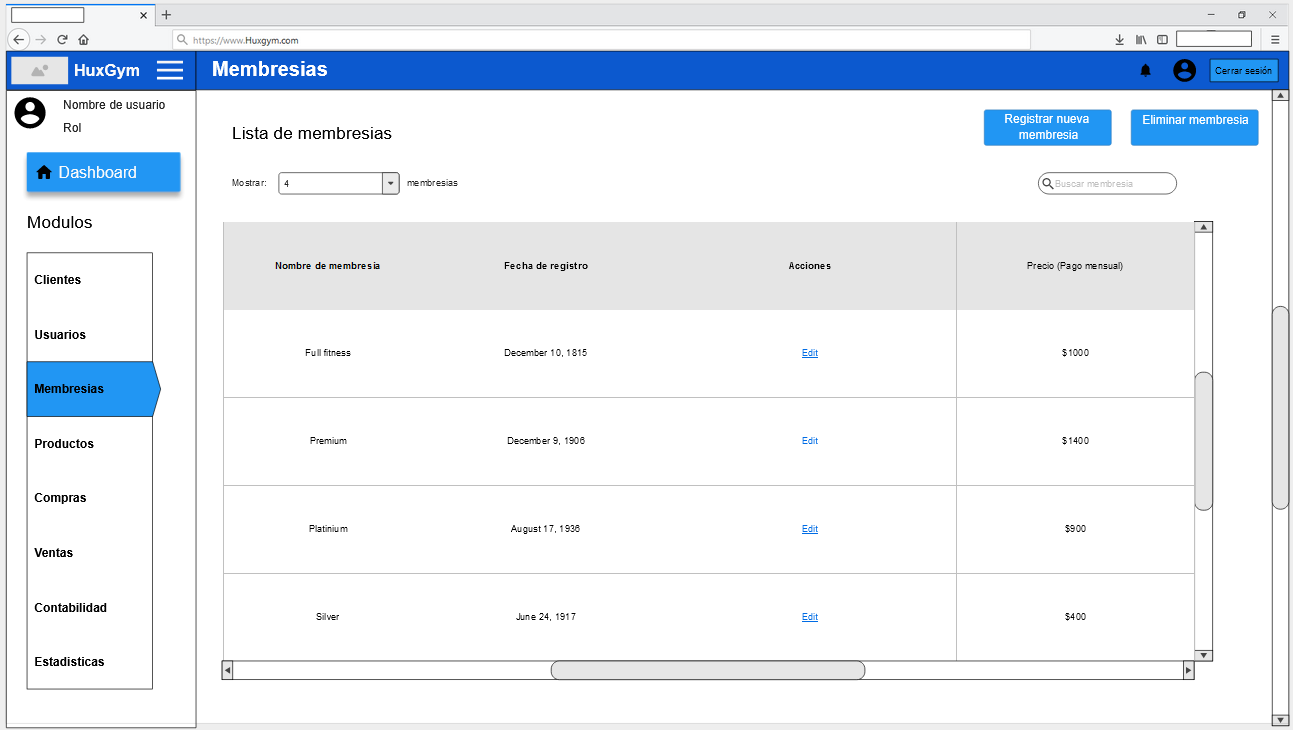 https://www.Huxgym.com
HuxGym
Membresias
Cerrar sesión
Nombre de usuario
Rol
Dashboard
Modulos
Clientes
Usuarios
Membresias
Productos
Compras
Ventas
Contabilidad
Estadisticas
Lista de membresias
Registrar nueva
membresia
Eliminar membresia
Mostrar:
4
membresias
Buscar membresia
Nombre de membresia
Fecha de registro
Acciones
Precio (Pago mensual)
Full fitness
December 10, 1815
Edit
$1000
Premium
December 9, 1906
Edit
$1400
Platinium
August 17, 1936
Edit
$900
Silver
June 24, 1917
Edit
$400